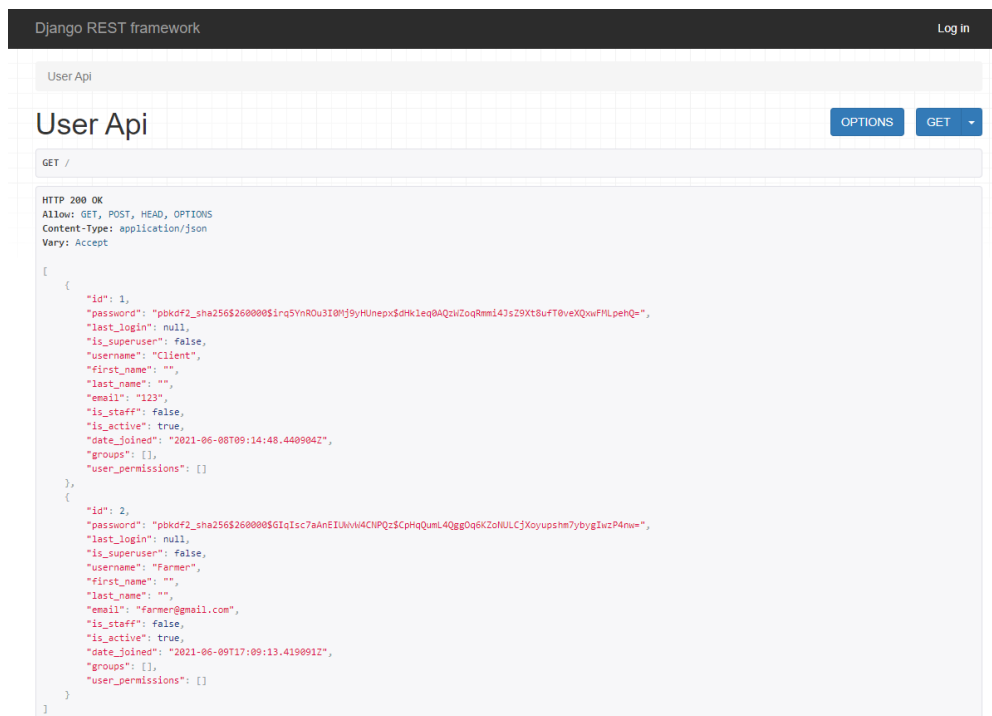 Django REST framework
Log in
User Api
User Api
OPTIONS
GET
GET /
HTTP 200 OK
Allow: GET, POST, HEAD, OPTIONS
Content-Type: application/json
Vary: Accept
[
{
"id": 1,
"password": "pbkdf2_sha256$260000$irq5YnROu3I0Mj9yHUnepx$dHkleq0AQzWZoqRmmi4JsZ9Xt8ufT0veXQxwFMLpehQ=",
"last_login": null,
"is_superuser": false,
"username": "Client",
"first_name": "",
"last_name": "",
"email": "123",
"is_staff": false,
"is_active": true,
"date_joined": "2021-06-08T09:14:48.440904Z",
"groups": [],
"user_permissions": []
},
{
"id": 2,
"password": "pbkdf2_sha256$260000$GIqIsc7aAnEIUWvW4CNPQz$CpHqQumL4QggOq6KZoNULCjXoyupshm7ybygIwzP4nw=",
"last_login": null,
"is_superuser": false,
"username": "Farmer",
"first_name": "",
"last_name": "",
"email": "farmer@gmail.com",
"is_staff": false,
"is_active": true,
"date_joined": "2021-06-09T17:09:13.419091Z",
"groups": [],
"user_permissions": []
}
]